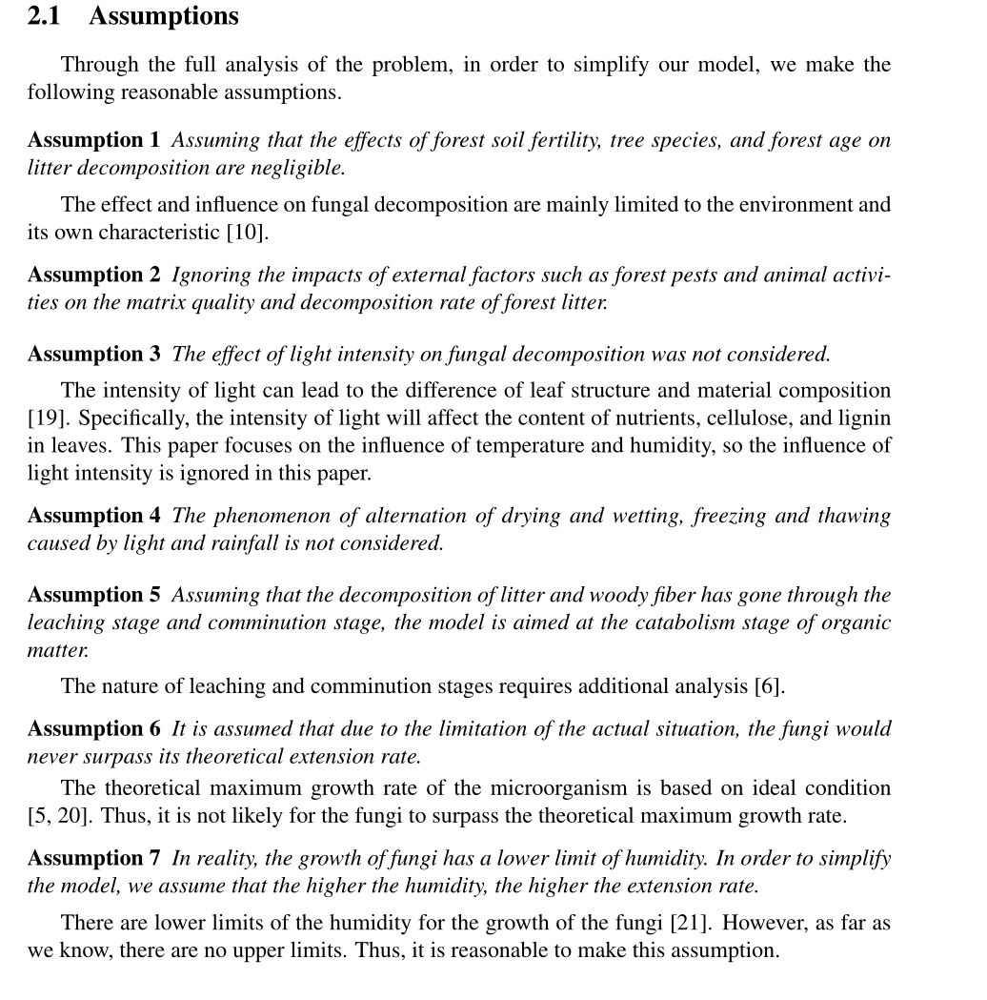 2.1 Assumptions
Through the full analysis of the problem, in order to simplify our model, we make the
following reasonable assumptions.
Assumption 1 Assuming that the effects of forest soil fertility, tree species, and forest age on
litter decomposition are negligible.
The effect and influence on fungal decomposition are mainly limited to the environment and
its own characteristic [10].
Assumption 2 Ignoring the impacts of external factors such as forest pests and animal activi-
ties on the matrix quality and decomposition rate of forest litter.
Assumption 3 The effect of light intensity on fungal decomposition was not considered.
The intensity of light can lead to the difference of leaf structure and material composition
[19]. Specifically, the intensity of light will affect the content of nutrients, cellulose, and lignin
in leaves. This paper focuses on the influence of temperature and humidity, so the influence of
light intensity is ignored in this paper.
Assumption 4 The phenomenon of alternation of drying and wetting, freezing and thawing
caused by light and rainfall is not considered.
Assumption 5 Assuming that the decomposition of litter and woody fiber has gone through the
leaching stage and comminution stage, the model is aimed at the catabolism stage of organic
matter.
The nature of leaching and comminution stages requires additional analysis [6].
Assumption 6 It is assumed that due to the limitation of the actual situation, the fungi would
never surpass its theoretical extension rate.
The theoretical maximum growth rate of the microorganism is based on ideal condition
[5, 20]. Thus, it is not likely for the fungi to surpass the theoretical maximum growth rate.
Assumption 7 In reality, the growth of fungi has a lower limit of humidity. In order to simplify
the model, we assume that the higher the humidity, the higher the extension rate.
There are lower limits of the humidity for the growth of the fungi [21]. However, as far as
we know, there are no upper limits. Thus, it is reasonable to make this assumption.